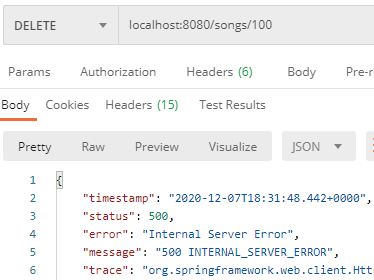 DELETE localhost:8080/songs/100
Params Authorization Headers (6) Body Pre-r
Body Cookies Headers (15) Test Results
Pretty Raw Preview Visualize JSON
1 {
2 "timestamp": "2020-12-07T18:31:48.442+0000",
3 "status": 500,
4 "error": "Internal Server Error",
5 "message": "500 INTERNAL_SERVER_ERROR",
6 "trace": "org.springframework.web.client.Htt